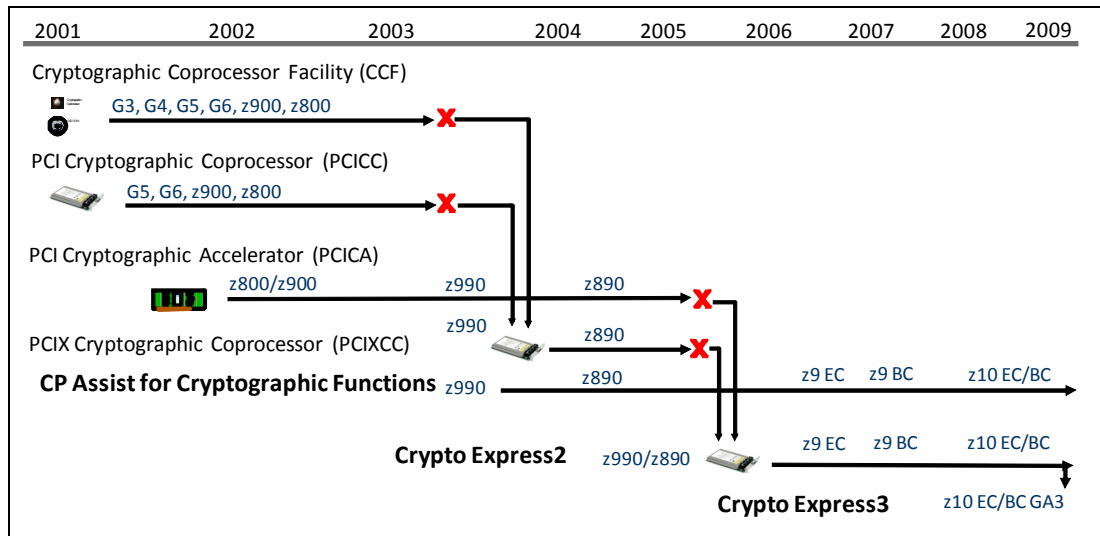 2001 2002 2003 2004 2005 2006 2007 2008 2009
Cryptographic Coprocessor Facility (CCF)
G3, G4, G5, G6, z900, z800
PCI Cryptographic Coprocessor (PCICC)
G5, G6, z900, z800
PCI Cryptographic Accelerator (PCICA)
z800/z900 z990 z890
z990
PCIX Cryptographic Coprocessor (PCIXCC) z890
CP Assist for Cryptographic Functions z990 z890 z9 EC z9 BC z10 EC/BC
Crypto Express2 z990/z890 z9 EC z9 BC z10 EC/BC
Crypto Express3 z10 EC/BC GA3